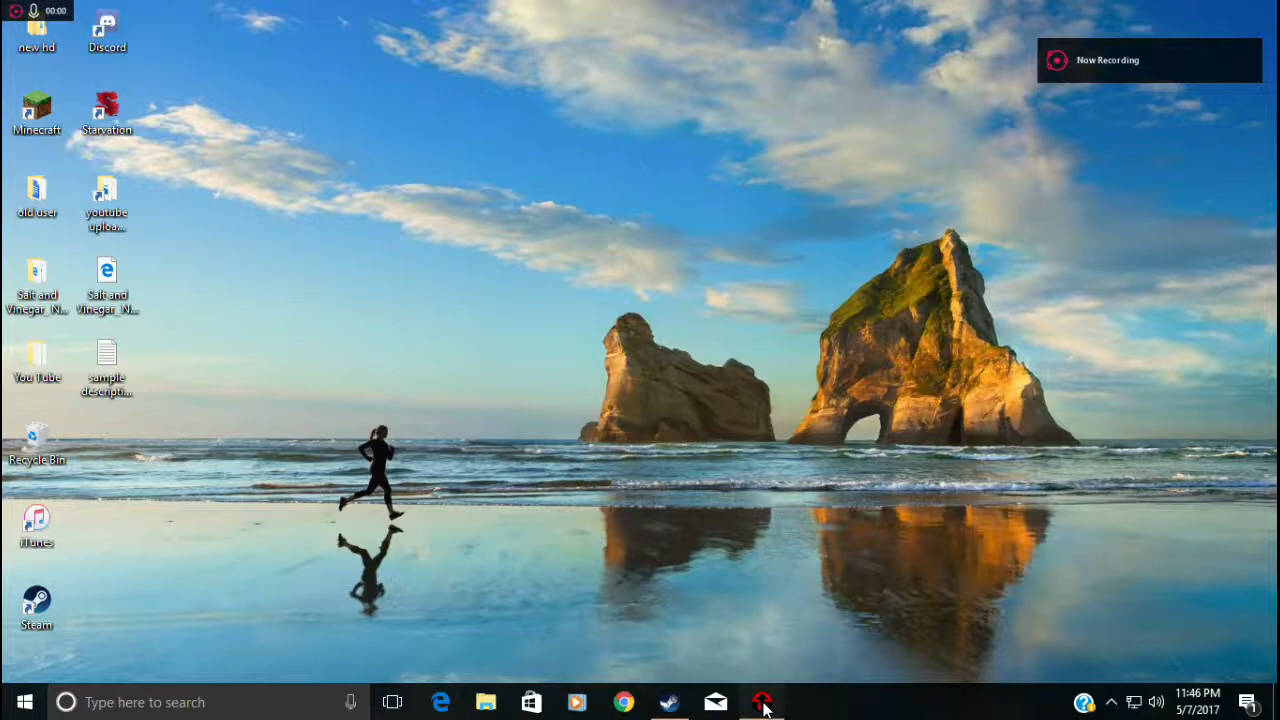 00:00
new hd
Discord
Now Recording
Minecraft
Starvation
old user
youtube
uploa...
Salt and
Vinegar_N...
Salt and
Vinegar_N...
You Tube
sample
descripti...
Recycle Bin
iTunes
Steam
Type here to search
11:46 PM
5/7/2017
1